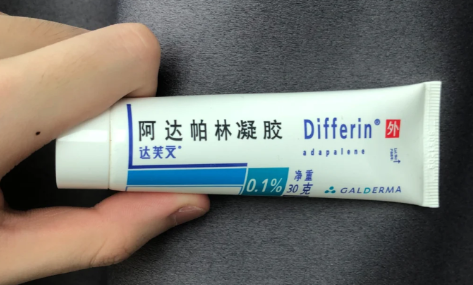 阿达帕林凝胶 Differin® 外
达芙文® adapalene
0.1% 净重 30克 GALDERMA